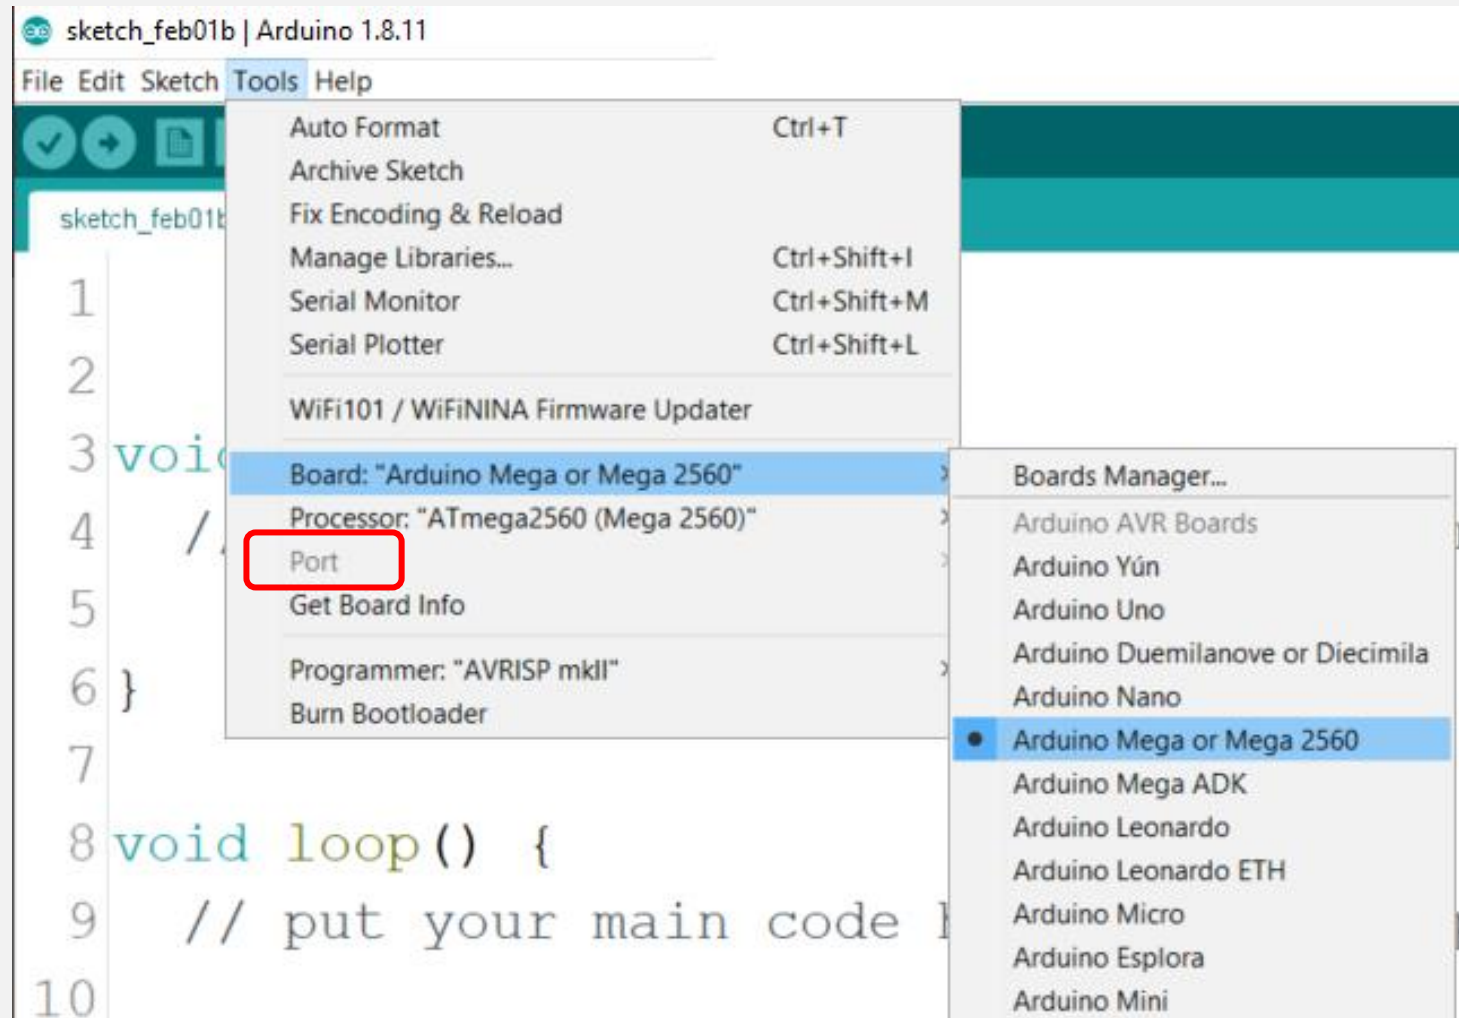 sketch_feb01b | Arduino 1.8.11
File Edit Sketch Tools Help
sketch_feb01b
Auto Format Ctrl+T
Archive Sketch
Fix Encoding & Reload
Manage Libraries... Ctrl+Shift+I
Serial Monitor Ctrl+Shift+M
Serial Plotter Ctrl+Shift+L
WiFi101 / WiFiNINA Firmware Updater
Board: "Arduino Mega or Mega 2560"
Processor: "ATmega2560 (Mega 2560)"
Port
Get Board Info
Programmer: "AVRISP mkII"
Burn Bootloader
Boards Manager...
Arduino AVR Boards
Arduino Yún
Arduino Uno
Arduino Duemilanove or Diecimila
Arduino Nano
Arduino Mega or Mega 2560
Arduino Mega ADK
Arduino Leonardo
Arduino Leonardo ETH
Arduino Micro
Arduino Esplora
Arduino Mini
1
2
3 void
4 //
5
6 }
7
8 void loop() {
9 // put your main code
10